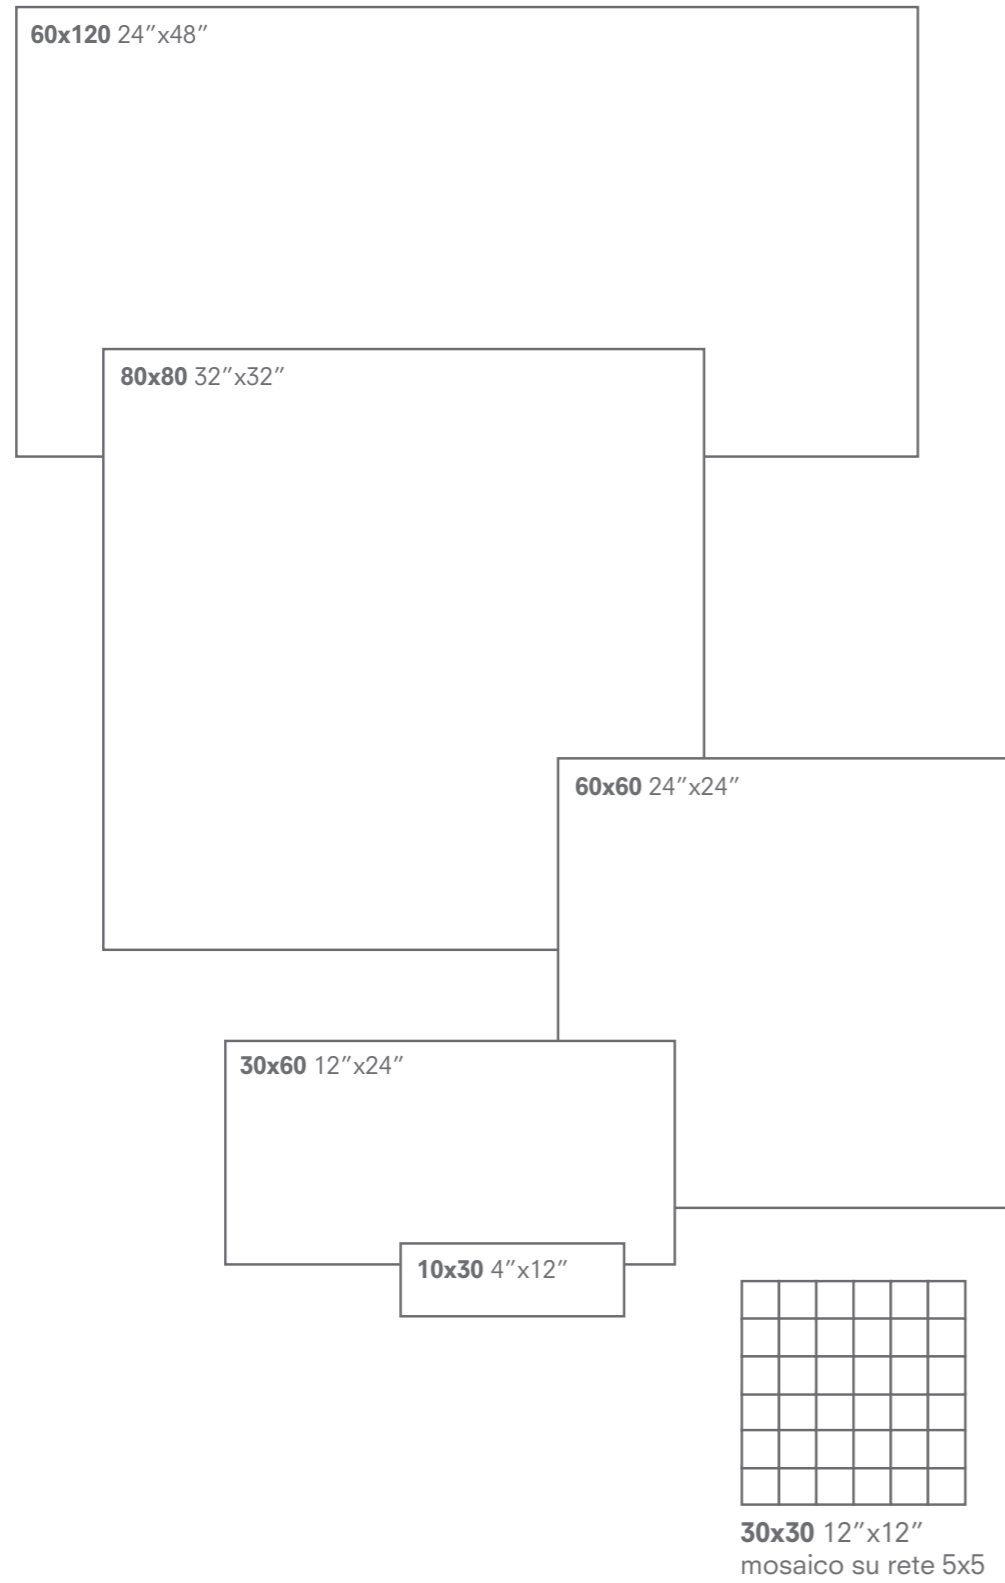 60x120 24″x48″
80x80 32″x32″
60x60 24″x24″
30x60 12″x24″
10x30 4″x12″
30x30 12″x12″
mosaico su rete 5x5